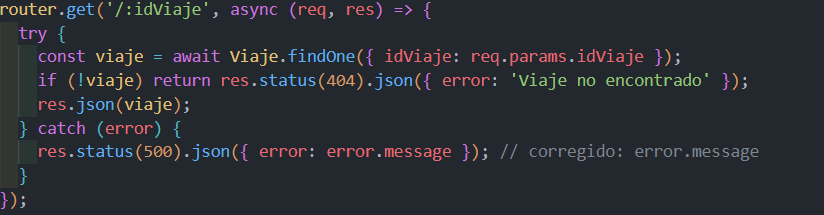 router.get('/:idViaje', async (req, res) => {
  try {
    const viaje = await Viaje.findOne({ idViaje: req.params.idViaje });
    if (!viaje) return res.status(404).json({ error: 'Viaje no encontrado' });
    res.json(viaje);
  } catch (error) {
    res.status(500).json({ error: error.message }); // corregido: error.message
  }
});